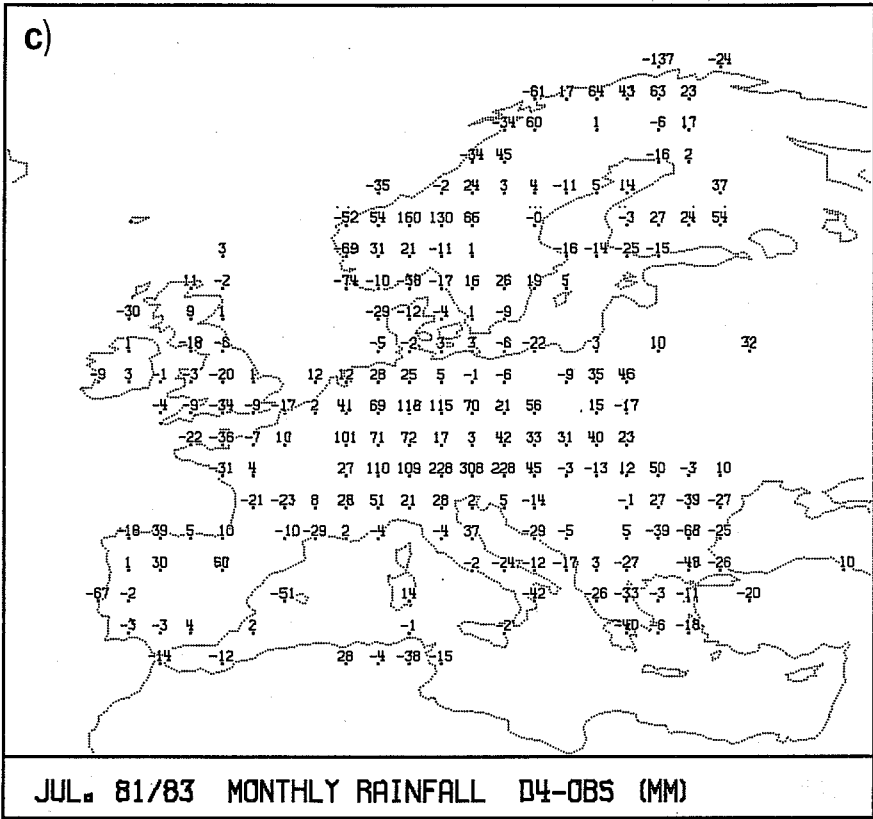 c)
-137 -24
-61 17 64 43 63 23
-34 60 1 -6 17
-34 45 -16 2
-35 -2 24 3 4 -11 5 14 37
-52 54 160 130 66 -0 -3 27 24 54
3 -69 31 21 -11 1 -16 -14 -25 -15
11 -2 -74 -10 -38 -17 16 26 19 5
-30 9 1 -29 -12 -4 1 -9
1 -18 -6 -5 -2 3 3 -6 -22 -3 10 32
-9 3 -1 -3 -20 1 12 12 28 25 5 -1 -6 -9 35 46
-4 -9 -34 -9 -17 2 41 69 118 115 70 21 56 15 -17
-22 -36 -7 10 101 71 72 17 3 42 33 31 40 23
-31 4 27 110 109 228 308 228 45 -3 -13 12 50 -3 10
-21 -23 8 28 51 21 28 2 5 -14 -1 27 -39 -27
-18 39 5 10 -10 -29 2 -4 -4 37 -29 -5 5 -39 -68 -25
1 30 60 -2 -24 -12 -17 3 -27 -48 -26 10
-67 -2 -51 14 -42 -26 -33 -3 -11 -20
-3 -3 4 2 -1 -2 -40 -6 -18
-14 -12 28 -4 -38 -15
JUL. 81/83 MONTHLY RAINFALL D4-OBS (MM)